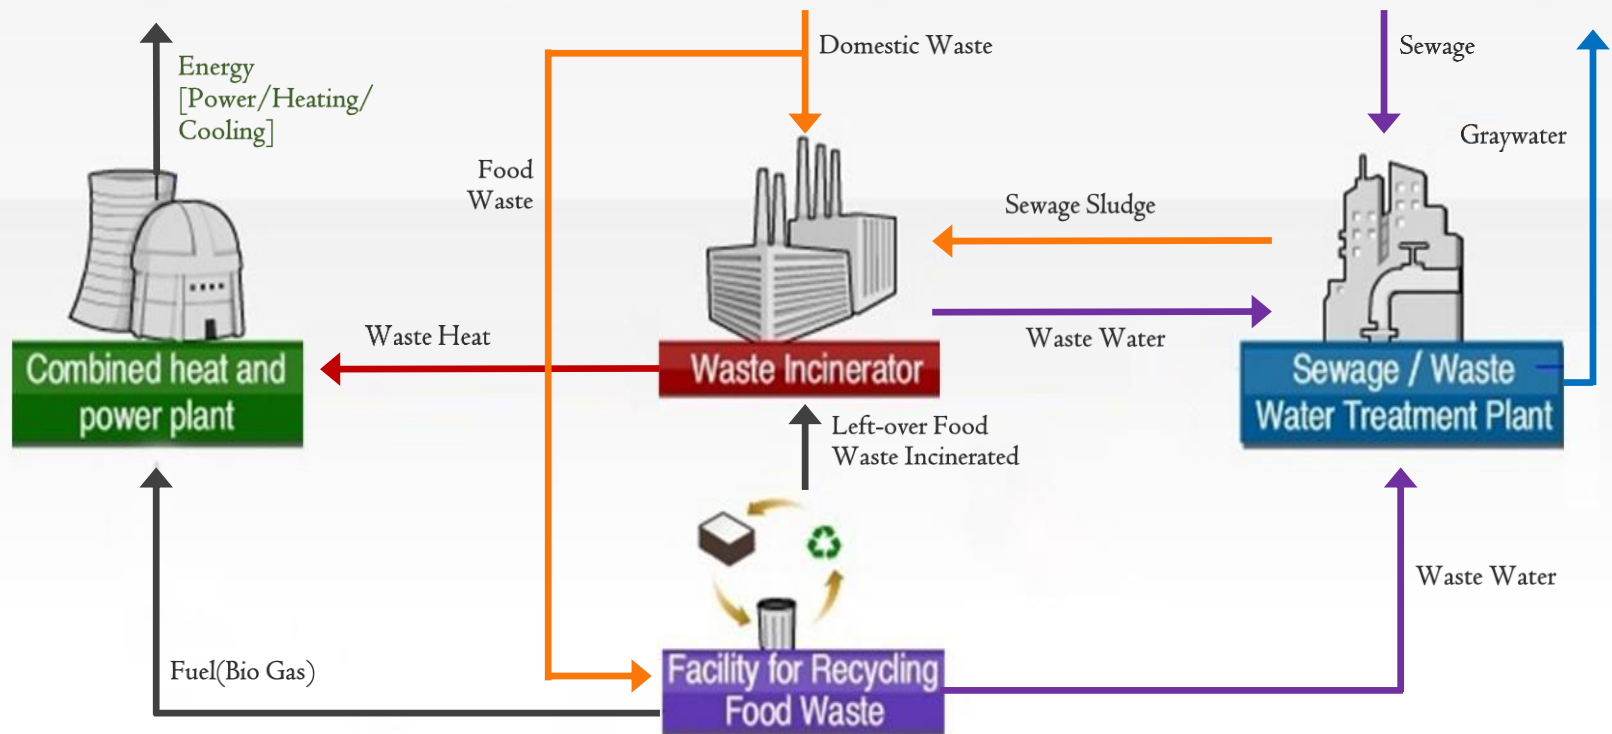 Domestic Waste
Sewage
Energy
[Power/Heating/
Cooling]
Graywater
Food
Waste
Sewage Sludge
Waste Heat
Waste Water
Combined heat and
power plant
Waste Incinerator
Sewage / Waste
Water Treatment Plant
Left-over Food
Waste Incinerated
Waste Water
Fuel(Bio Gas)
Facility for Recycling
Food Waste